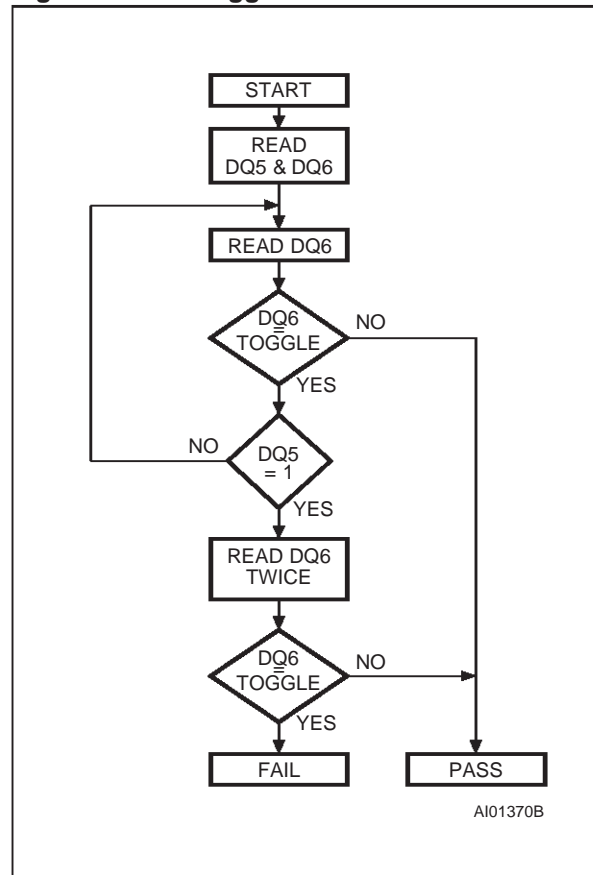 START
READ
DQ5 & DQ6
READ DQ6
DQ6
=
TOGGLE
NO
YES
NO
DQ5
= 1
YES
READ DQ6
TWICE
DQ6
=
TOGGLE
NO
YES
FAIL
PASS
AI01370B